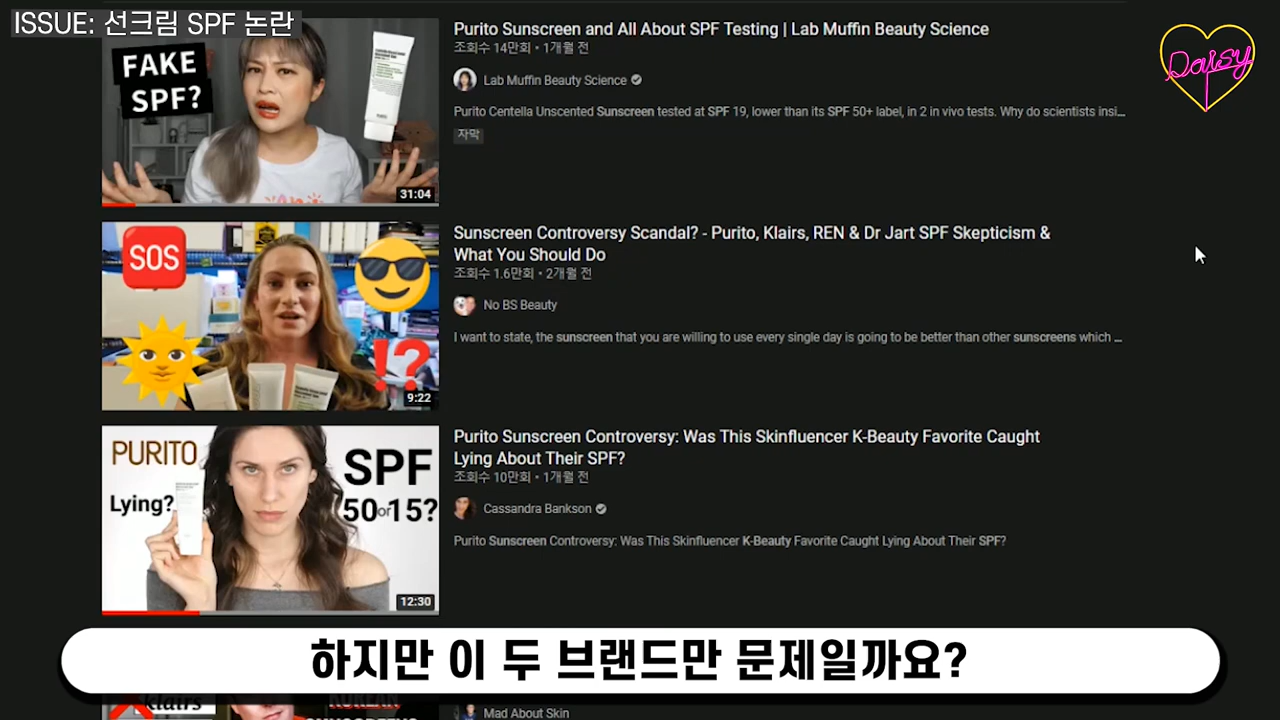 ISSUE: 선크림 SPF 논란
Daisy
FAKE
SPF?
31:04
Purito Sunscreen and All About SPF Testing | Lab Muffin Beauty Science
조회수 14만회 • 1개월 전
Lab Muffin Beauty Science
Purito Centella Unscented Sunscreen tested at SPF 19, lower than its SPF 50+ label, in 2 in vivo tests. Why do scientists insi...
자막
SOS
!?
9:22
Sunscreen Controversy Scandal? - Purito, Klairs, REN & Dr Jart SPF Skepticism &
What You Should Do
조회수 1.6만회 • 2개월 전
No BS Beauty
I want to state, the sunscreen that you are willing to use every single day is going to be better than other sunscreens which ...
PURITO
Lying?
SPF
50or15?
12:30
Purito Sunscreen Controversy: Was This Skinfluencer K-Beauty Favorite Caught
Lying About Their SPF?
조회수 10만회 • 1개월 전
Cassandra Bankson
Purito Sunscreen Controversy: Was This Skinfluencer K-Beauty Favorite Caught Lying About Their SPF?
하지만 이 두 브랜드만 문제일까요?
Mad About Skin